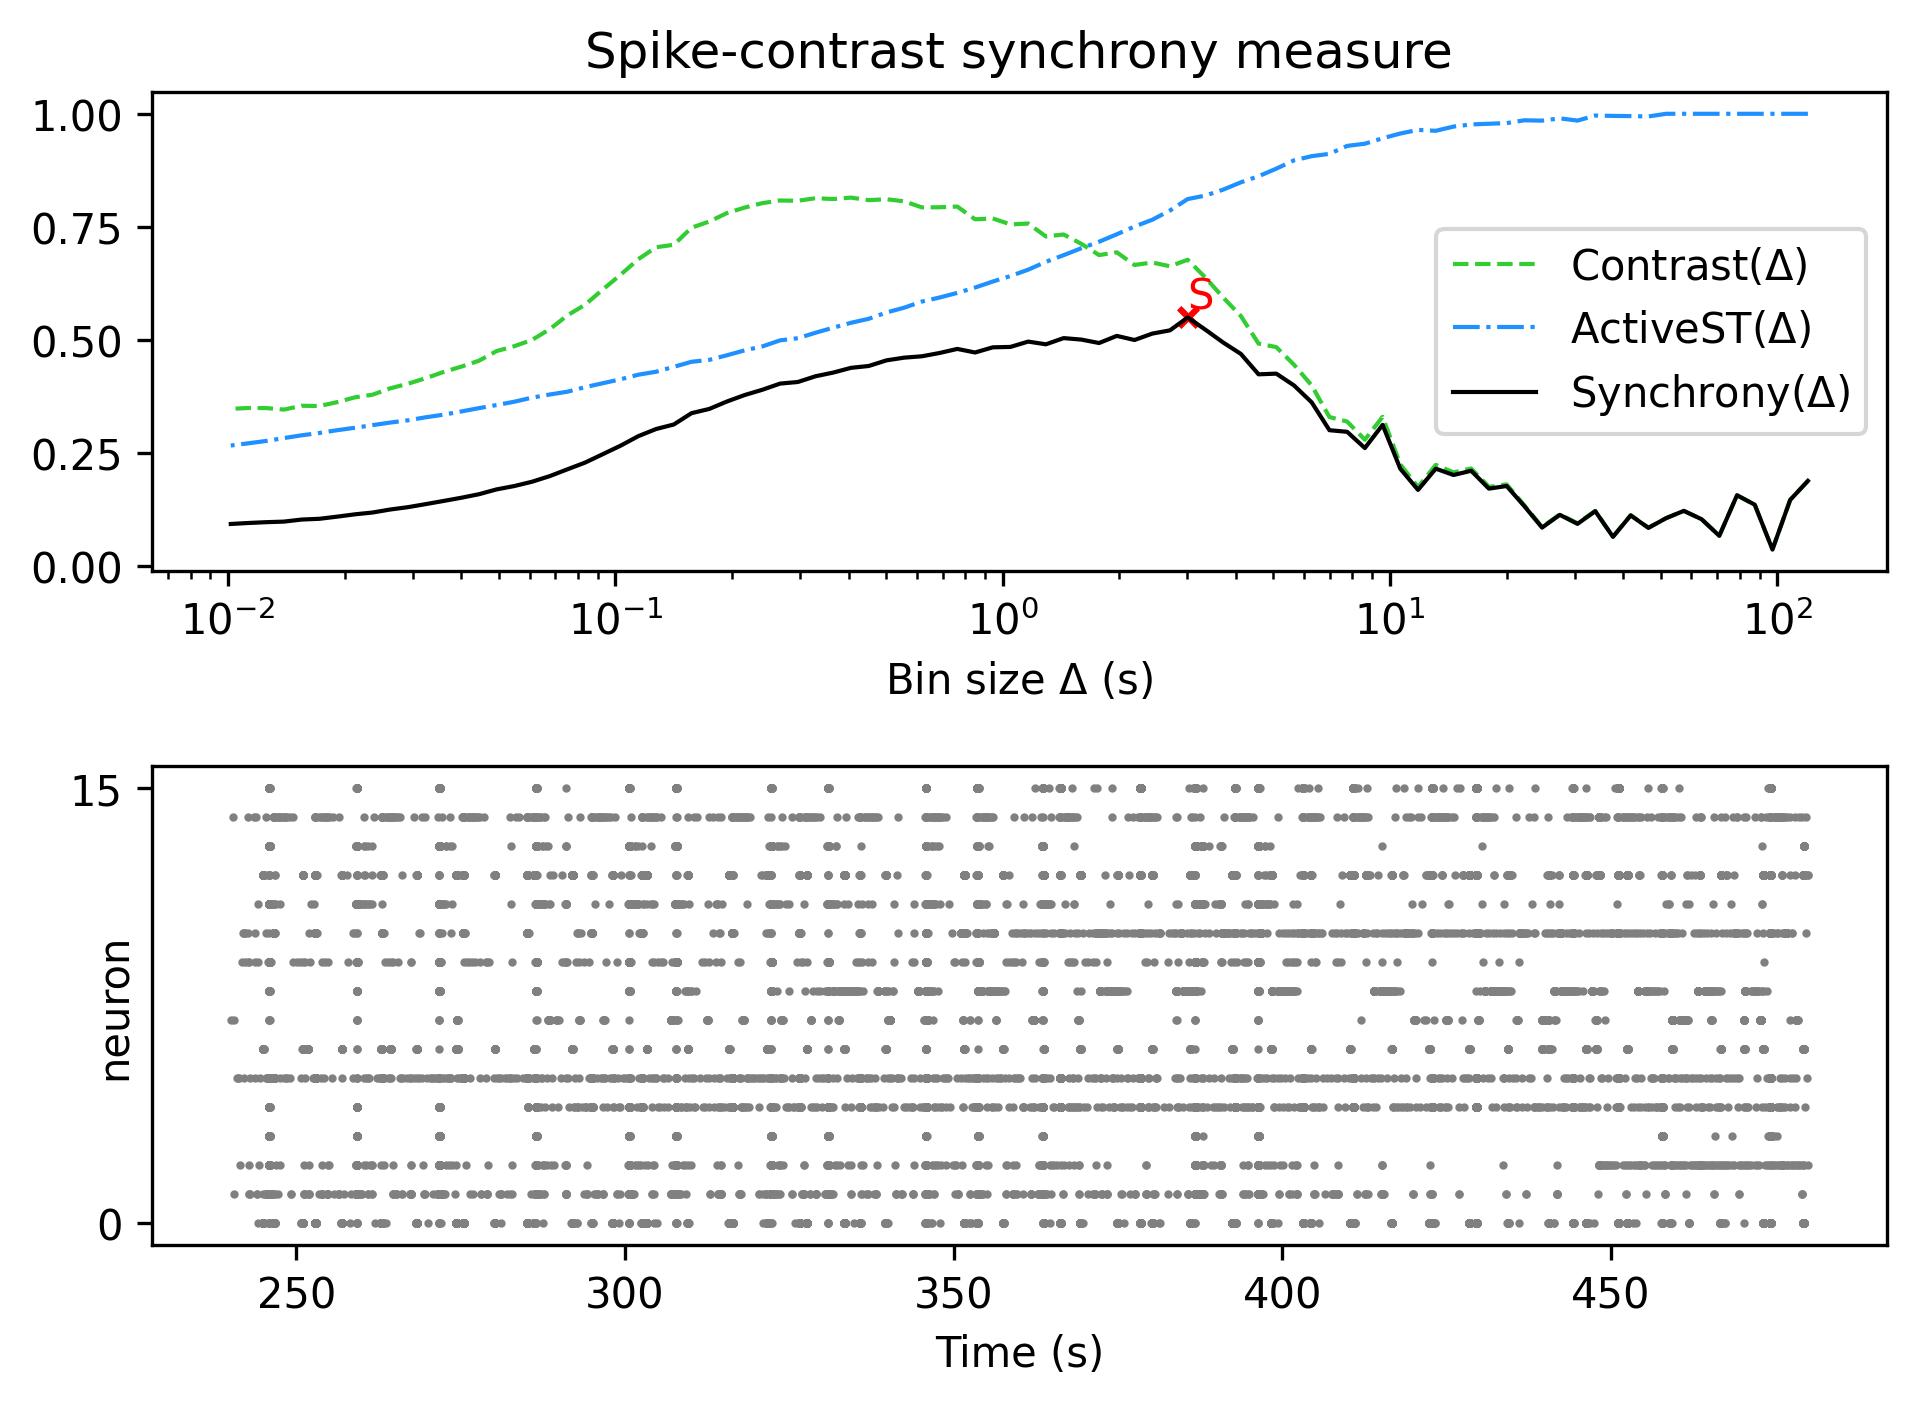 Spike-contrast synchrony measure
1.00
0.75
0.50
0.25
0.00
S
Contrast(Δ)
ActiveST(Δ)
Synchrony(Δ)
10⁻² 10⁻¹ 10⁰ 10¹ 10²
Bin size Δ (s)
15
neuron
0
250 300 350 400 450
Time (s)